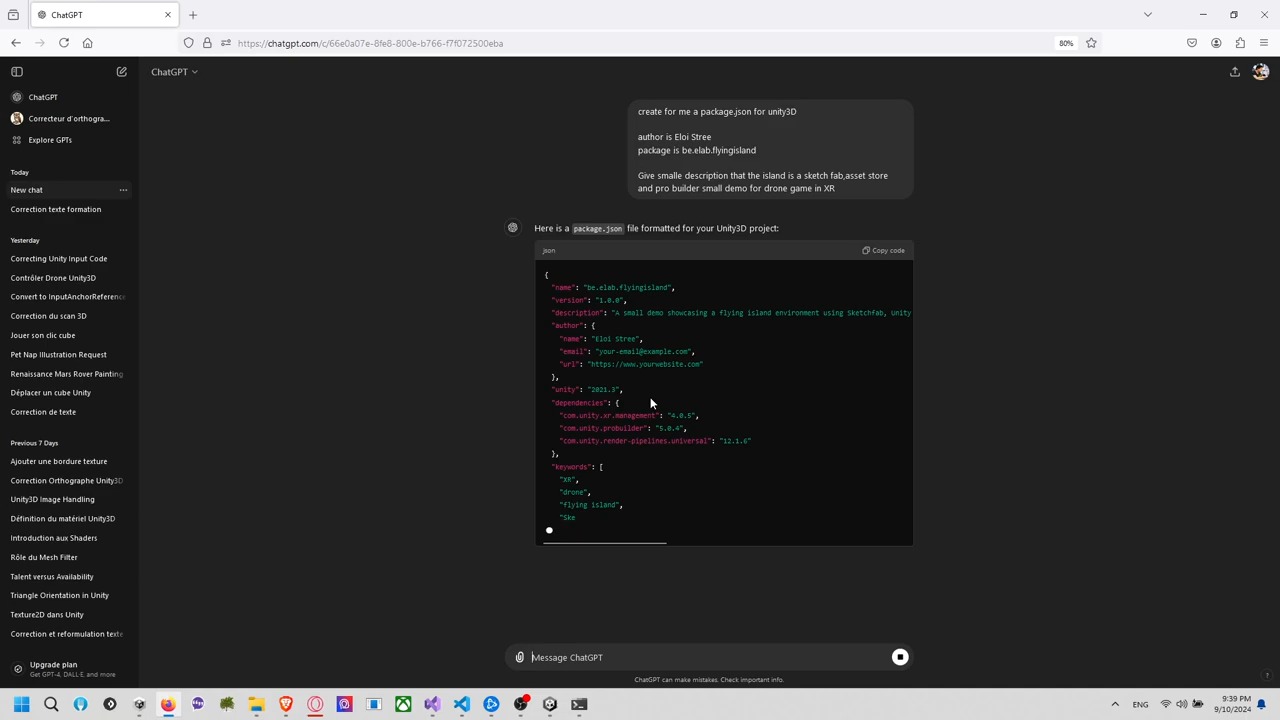 ChatGPT
https://chatgpt.com/c/66e0a07e-8fe8-800e-b766-f7f072500eba
80%
ChatGPT
ChatGPT
Correcteur d'orthogra...
Explore GPTs
Today
New chat
Correction texte formation
Yesterday
Correcting Unity Input Code
Contrôler Drone Unity3D
Convert to InputAnchorReference
Correction du scan 3D
Jouer son clic cube
Pet Nap Illustration Request
Renaissance Mars Rover Painting
Déplacer un cube Unity
Correction de texte
Previous 7 Days
Ajouter une bordure texture
Correction Orthographe Unity3D
Unity3D Image Handling
Définition du matériel Unity3D
Introduction aux Shaders
Rôle du Mesh Filter
Talent versus Availability
Triangle Orientation in Unity
Texture2D dans Unity
Correction et reformulation texte
Upgrade plan
Get GPT-4, DALL·E, and more
create for me a package.json for unity3D
author is Eloi Stree
package is be.elab.flyingisland
Give smalle description that the island is a sketch fab,asset store
and pro builder small demo for drone game in XR
Here is a package.json file formatted for your Unity3D project:
json
Copy code
{
"name": "be.elab.flyingisland",
"version": "1.0.0",
"description": "A small demo showcasing a flying island environment using Sketchfab, Unity
"author": {
"name": "Eloi Stree",
"email": "your-email@example.com",
"url": "https://www.yourwebsite.com"
},
"unity": "2021.3",
"dependencies": {
"com.unity.xr.management": "4.0.5",
"com.unity.probuilder": "5.0.4",
"com.unity.render-pipelines.universal": "12.1.6"
},
"keywords": [
"XR",
"drone",
"flying island",
"Ske
Message ChatGPT
ChatGPT can make mistakes. Check important info.
?
ENG
9:39 PM
9/10/2024